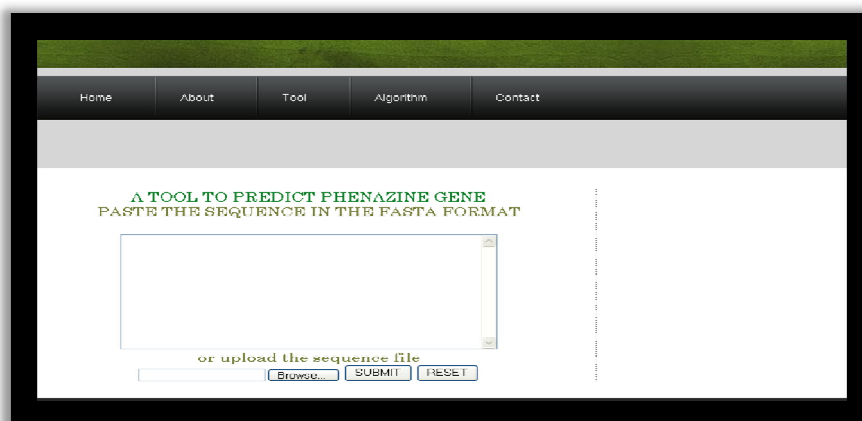 Home About Tool Algorithm Contact
A TOOL TO PREDICT PHENAZINE GENE
PASTE THE SEQUENCE IN THE FASTA FORMAT
or upload the sequence file
Browse... SUBMIT RESET